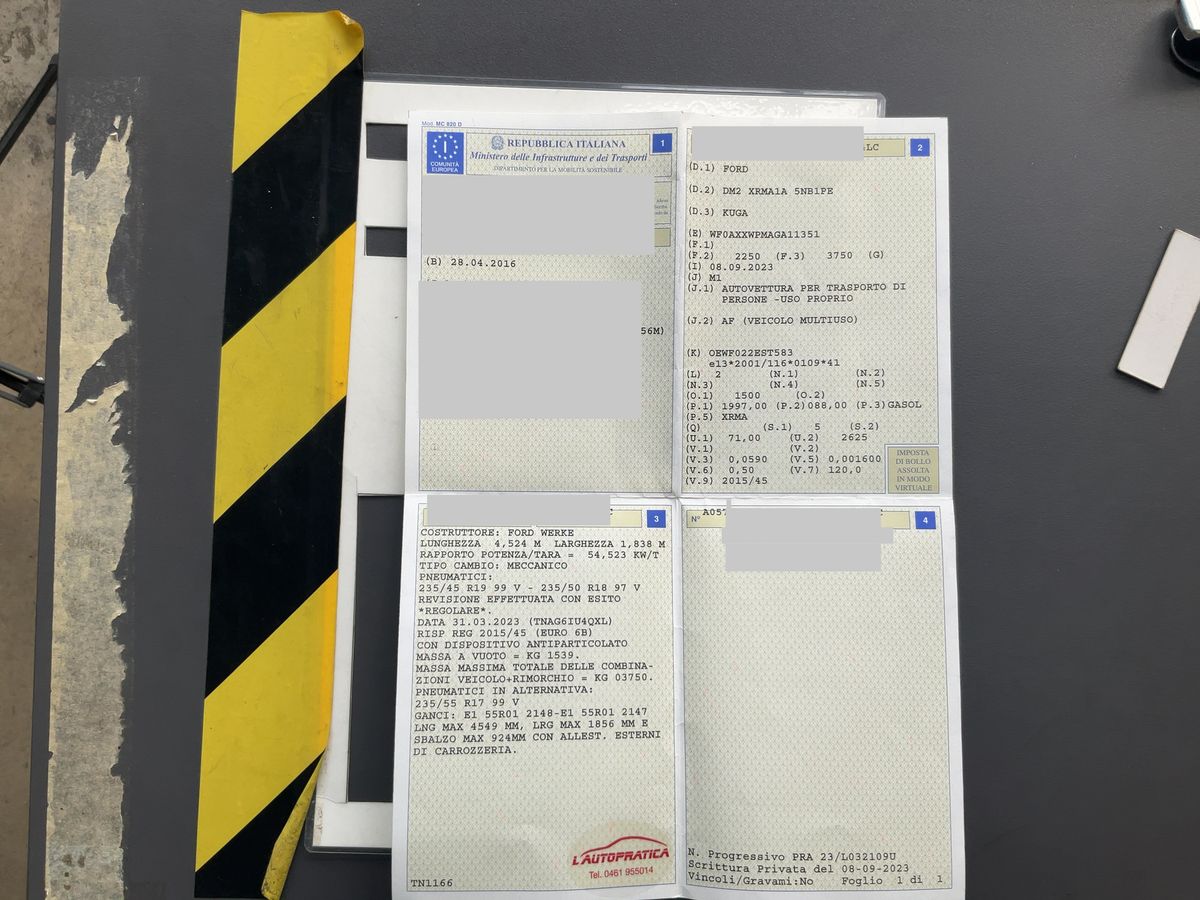 Mod. MC 820 D
I
COMUNITÀ
EUROPEA
REPUBBLICA ITALIANA
Ministero delle Infrastrutture e dei Trasporti
DIPARTIMENTO PER LA MOBILITÀ SOSTENIBILE
1
(B) 28.04.2016
56M)
LC
2
(D.1) FORD
(D.2) DM2 XRMA1A 5NB1PE
(D.3) KUGA
(E) WF0AXXWPMAGA11351
(F.1)
(F.2) 2250 (F.3) 3750 (G)
(I) 08.09.2023
(J) M1
(J.1) AUTOVETTURA PER TRASPORTO DI
PERSONE -USO PROPRIO
(J.2) AF (VEICOLO MULTIUSO)
(K) OEWF022EST583
e13*2001/116*0109*41
(L) 2 (N.1) (N.2)
(N.3) (N.4) (N.5)
(O.1) 1500 (O.2)
(P.1) 1997,00 (P.2)088,00 (P.3)GASOL
(P.5) XRMA
(Q) (S.1) 5 (S.2)
(U.1) 71,00 (U.2) 2625
(V.1) (V.2)
(V.3) 0,0590 (V.5) 0,001600
(V.6) 0,50 (V.7) 120,0
(V.9) 2015/45
IMPOSTA
DI BOLLO
ASSOLTA
IN MODO
VIRTUALE
3
COSTRUTTORE: FORD WERKE
LUNGHEZZA 4,524 M LARGHEZZA 1,838 M
RAPPORTO POTENZA/TARA = 54,523 KW/T
TIPO CAMBIO: MECCANICO
PNEUMATICI:
235/45 R19 99 V - 235/50 R18 97 V
REVISIONE EFFETTUATA CON ESITO
*REGOLARE*.
DATA 31.03.2023 (TNAG6IU4QXL)
RISP REG 2015/45 (EURO 6B)
CON DISPOSITIVO ANTIPARTICOLATO
MASSA A VUOTO = KG 1539.
MASSA MASSIMA TOTALE DELLE COMBINA-
ZIONI VEICOLO+RIMORCHIO = KG 03750.
PNEUMATICI IN ALTERNATIVA:
235/55 R17 99 V
GANCI: E1 55R01 2148-E1 55R01 2147
LNG MAX 4549 MM, LRG MAX 1856 MM E
SBALZO MAX 924MM CON ALLEST. ESTERNI
DI CARROZZERIA.
L'AUTOPRATICA
Tel. 0461 955014
TN1166
N° A057
4
N. Progressivo PRA 23/L032109U
Scrittura Privata del 08-09-2023
Vincoli/Gravami:No Foglio 1 di 1